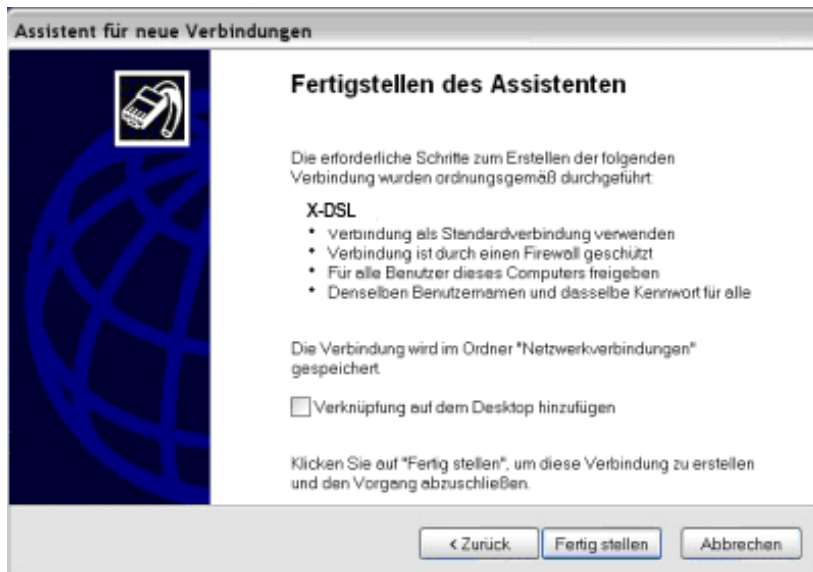 Assistent für neue Verbindungen
Fertigstellen des Assistenten
Die erforderliche Schritte zum Erstellen der folgenden
Verbindung wurden ordnungsgemäß durchgeführt:
X-DSL
• Verbindung als Standardverbindung verwenden
• Verbindung ist durch einen Firewall geschützt
• Für alle Benutzer dieses Computers freigeben
• Denselben Benutzernamen und dasselbe Kennwort für alle
Die Verbindung wird im Ordner "Netzwerkverbindungen"
gespeichert.
Verknüpfung auf dem Desktop hinzufügen
Klicken Sie auf "Fertig stellen", um diese Verbindung zu erstellen
und den Vorgang abzuschließen.
< Zurück Fertig stellen Abbrechen